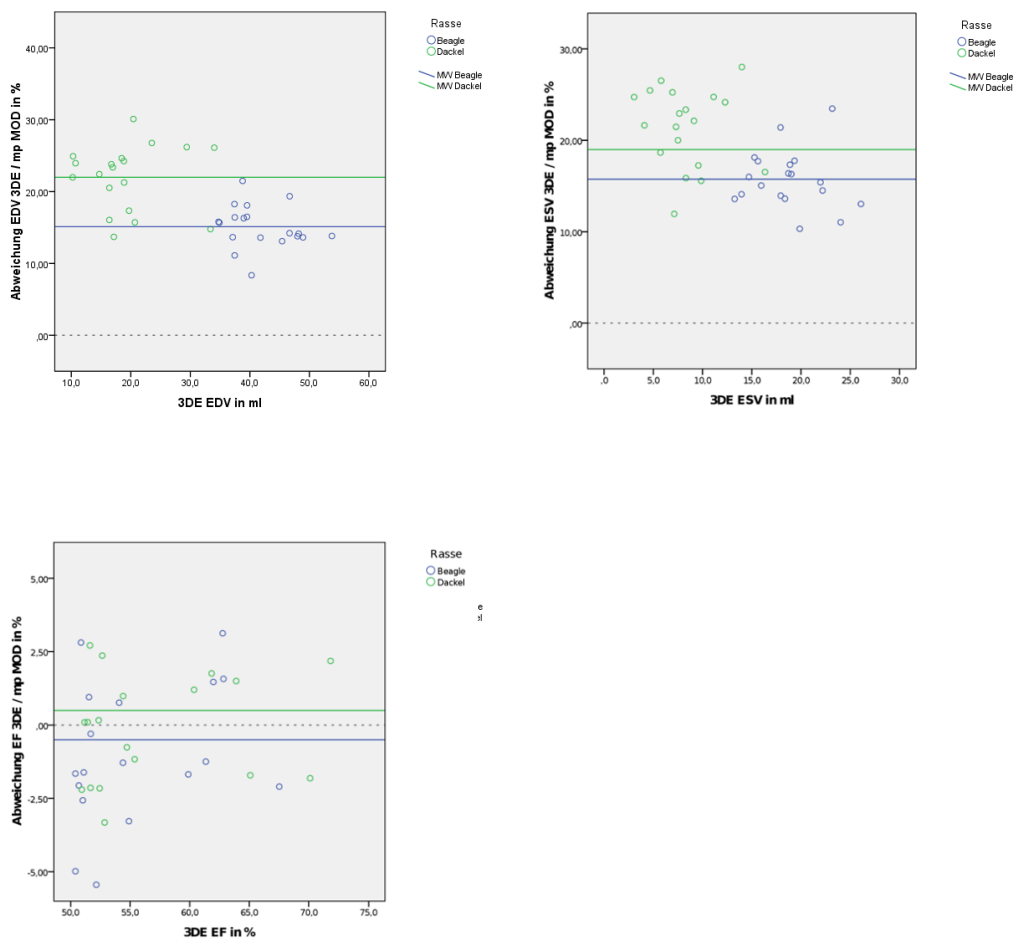 Rasse
Beagle
Dackel
MW Beagle
MW Dackel
Abweichung EDV 3DE / mp MOD in %
40,00
30,00
20,00
10,00
,00
10,0 20,0 30,0 40,0 50,0 60,0
3DE EDV in ml
Rasse
Beagle
Dackel
MW Beagle
MW Dackel
Abweichung ESV 3DE / mp MOD in %
30,00
20,00
10,00
,00
,0 5,0 10,0 15,0 20,0 25,0 30,0
3DE ESV in ml
Rasse
Beagle
Dackel
e
el
Abweichung EF 3DE / mp MOD in %
5,00
2,50
,00
-2,50
-5,00
50,0 55,0 60,0 65,0 70,0 75,0
3DE EF in %